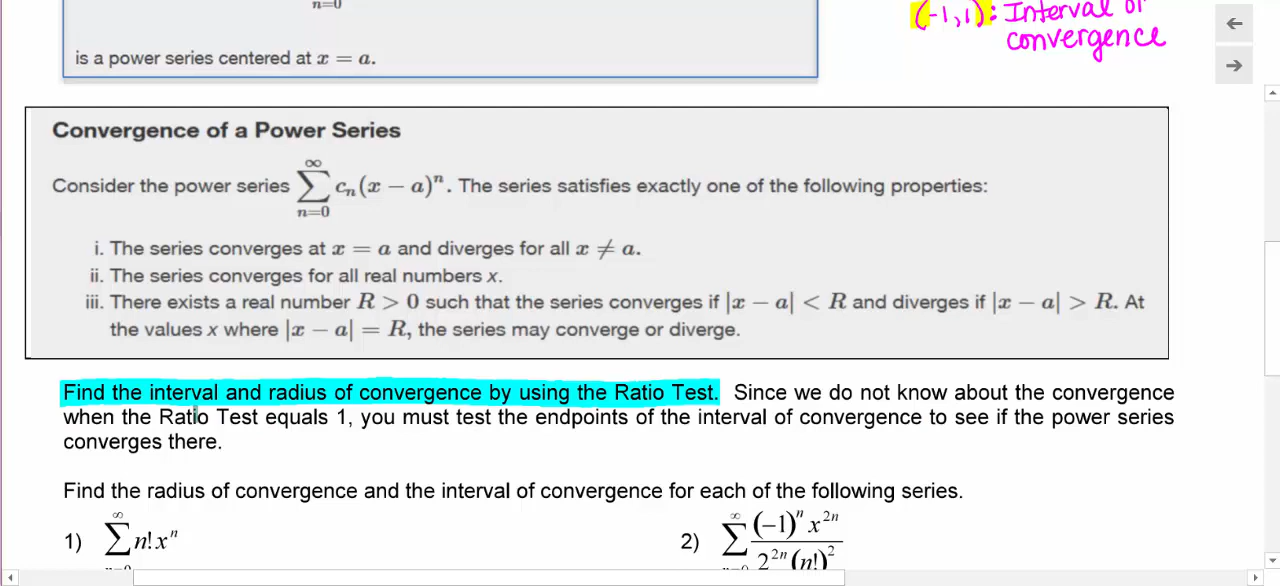 n=0
(-1,1): Interval of
convergence
is a power series centered at x = a.
Convergence of a Power Series
Consider the power series ∞∑n=0 cₙ(x − a)ⁿ. The series satisfies exactly one of the following properties:
i. The series converges at x = a and diverges for all x ≠ a.
ii. The series converges for all real numbers x.
iii. There exists a real number R > 0 such that the series converges if |x − a| < R and diverges if |x − a| > R. At
the values x where |x − a| = R, the series may converge or diverge.
Find the interval and radius of convergence by using the Ratio Test. Since we do not know about the convergence
when the Ratio Test equals 1, you must test the endpoints of the interval of convergence to see if the power series
converges there.
Find the radius of convergence and the interval of convergence for each of the following series.
1) ∞∑n=0 n!xⁿ
2) ∞∑n=0 (−1)ⁿx²ⁿ / 2²ⁿ(n!)²